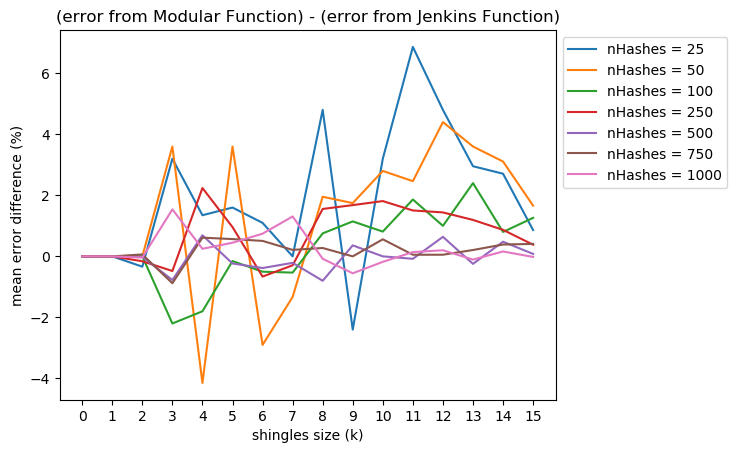 (error from Modular Function) - (error from Jenkins Function)
mean error difference (%)
6
4
2
0
−2
−4
0 1 2 3 4 5 6 7 8 9 10 11 12 13 14 15
shingles size (k)
nHashes = 25
nHashes = 50
nHashes = 100
nHashes = 250
nHashes = 500
nHashes = 750
nHashes = 1000